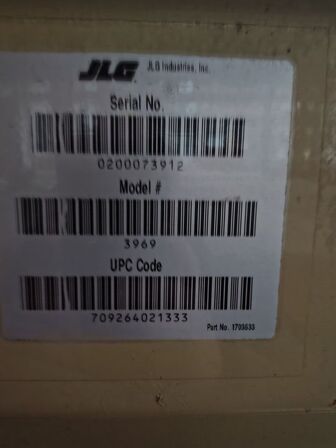 JLG JLG Industries, Inc.
Serial No.
0200073912
Model #
3969
UPC Code
709264021333
Part No. 1703633